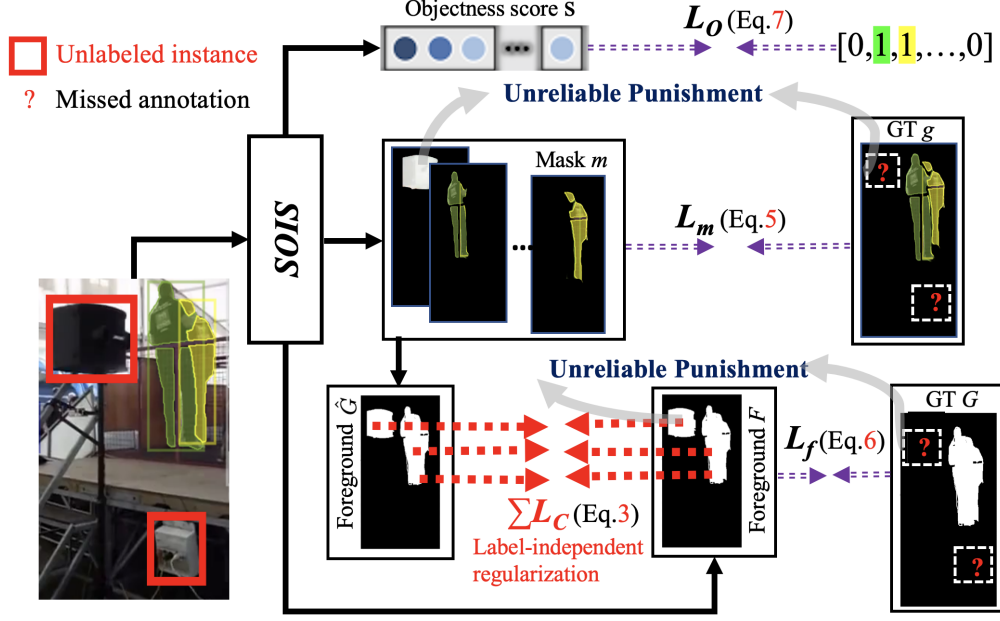 Objectness score S
L_O (Eq.7)
[0,1,1,...,0]
Unlabeled instance
? Missed annotation
Unreliable Punishment
GT g
?
Mask m
SOIS
L_m (Eq.5)
...
?
Unreliable Punishment
GT G
Foreground Ĝ
Foreground F
L_f (Eq.6)
?
∑L_C (Eq.3)
Label-independent
regularization
?